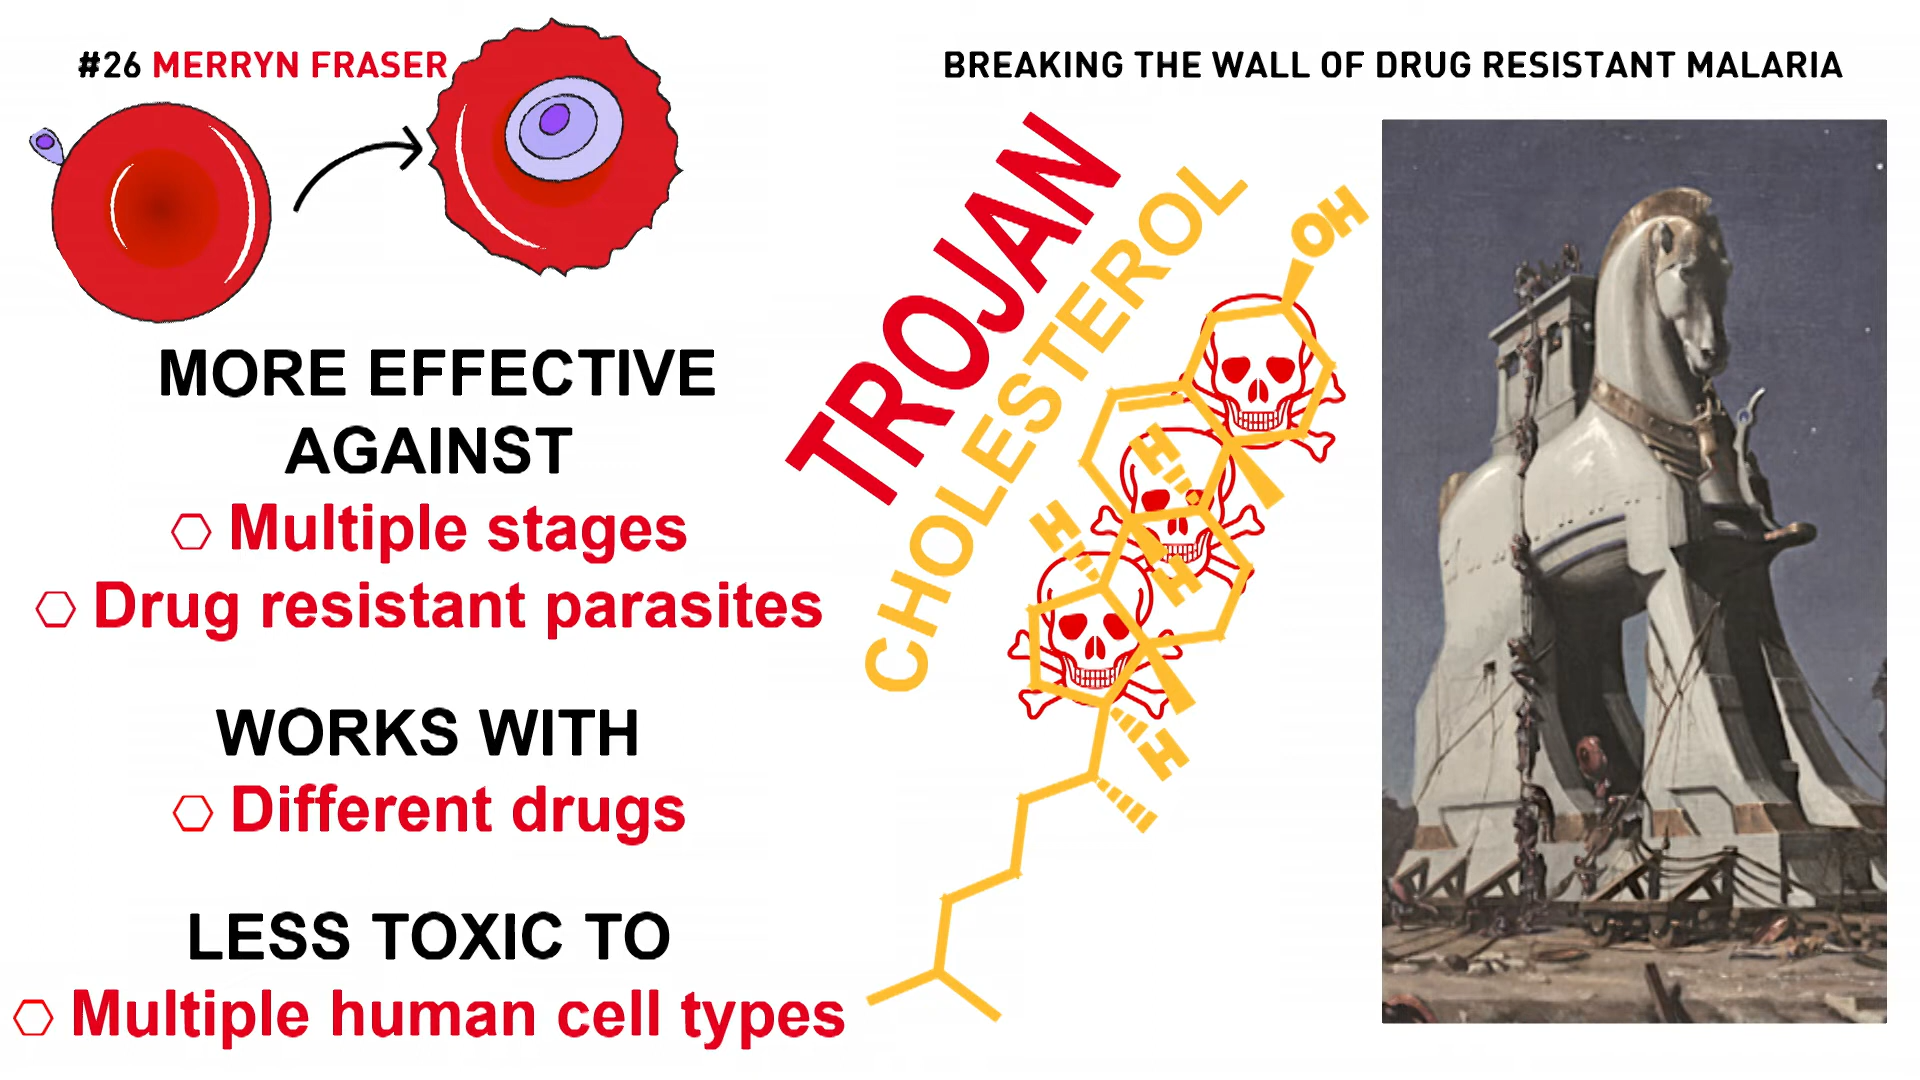 #26 MERRYN FRASER
BREAKING THE WALL OF DRUG RESISTANT MALARIA
MORE EFFECTIVE
AGAINST
Multiple stages
Drug resistant parasites
WORKS WITH
Different drugs
LESS TOXIC TO
Multiple human cell types
TROJAN
CHOLESTEROL
OH
H
H
H
H